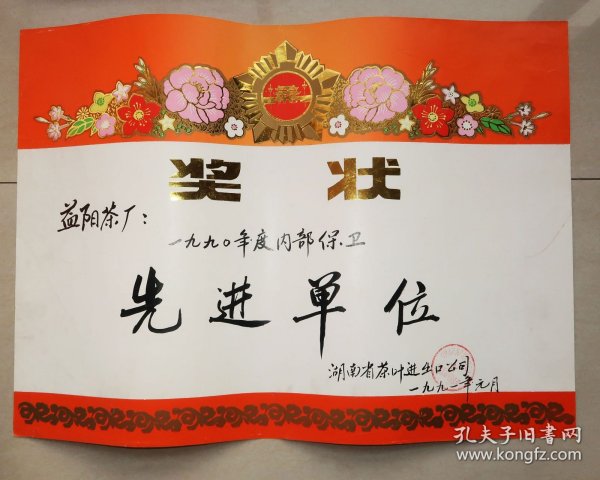 奖状
益阳茶厂：
一九九〇年度内部保卫
先进单位
湖南省茶叶进出口公司
一九九一年元月
孔夫子旧书网
www.kongfz.com